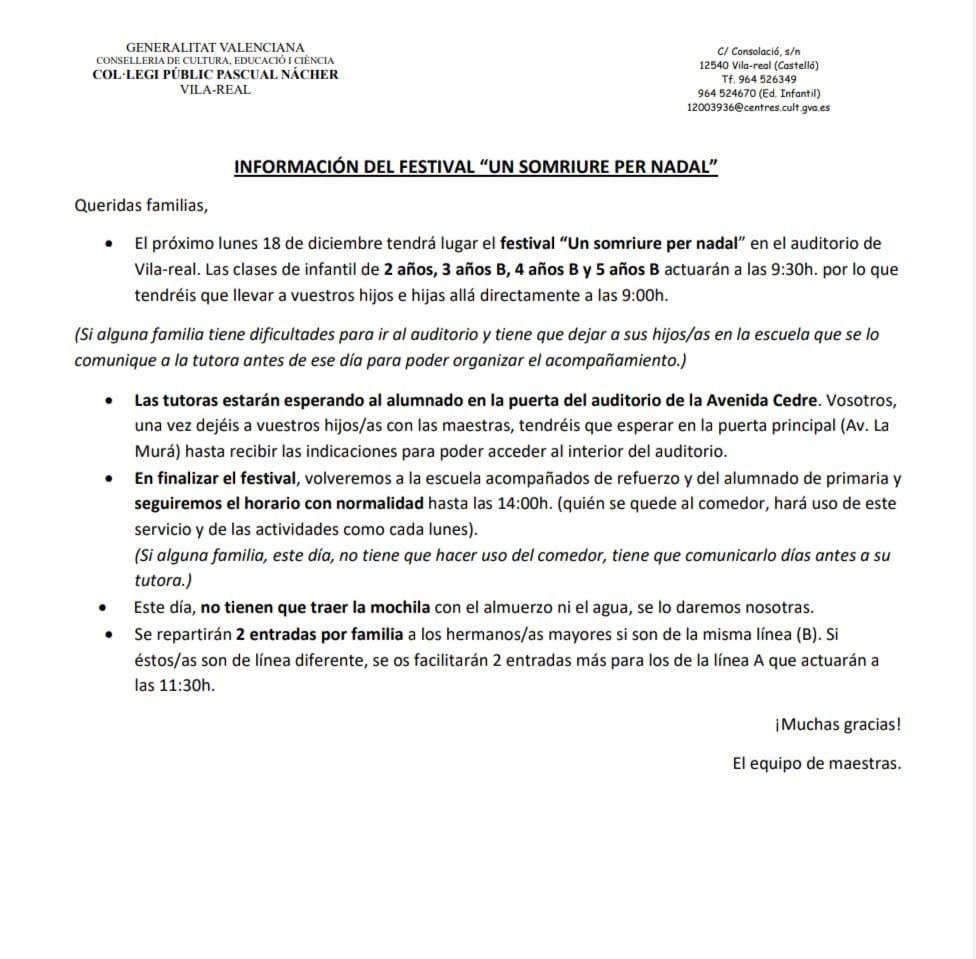 GENERALITAT VALENCIANA
CONSELLERIA DE CULTURA, EDUCACIÓ I CIÈNCIA
COL·LEGI PÚBLIC PASCUAL NÁCHER
VILA-REAL
C/ Consolació, s/n
12540 Vila-real (Castelló)
Tf. 964 526349
964 524670 (Ed. Infantil)
12003936@centres.cult.gva.es
INFORMACIÓN DEL FESTIVAL “UN SOMRIURE PER NADAL”
Queridas familias,
• El próximo lunes 18 de diciembre tendrá lugar el festival “Un somriure per nadal” en el auditorio de
Vila-real. Las clases de infantil de 2 años, 3 años B, 4 años B y 5 años B actuarán a las 9:30h. por lo que
tendréis que llevar a vuestros hijos e hijas allá directamente a las 9:00h.
(Si alguna familia tiene dificultades para ir al auditorio y tiene que dejar a sus hijos/as en la escuela que se lo
comunique a la tutora antes de ese día para poder organizar el acompañamiento.)
• Las tutoras estarán esperando al alumnado en la puerta del auditorio de la Avenida Cedre. Vosotros,
una vez dejéis a vuestros hijos/as con las maestras, tendréis que esperar en la puerta principal (Av. La
Murá) hasta recibir las indicaciones para poder acceder al interior del auditorio.
• En finalizar el festival, volveremos a la escuela acompañados de refuerzo y del alumnado de primaria y
seguiremos el horario con normalidad hasta las 14:00h. (quién se quede al comedor, hará uso de este
servicio y de las actividades como cada lunes).
(Si alguna familia, este día, no tiene que hacer uso del comedor, tiene que comunicarlo días antes a su
tutora.)
• Este día, no tienen que traer la mochila con el almuerzo ni el agua, se lo daremos nosotras.
• Se repartirán 2 entradas por familia a los hermanos/as mayores si son de la misma línea (B). Si
éstos/as son de línea diferente, se os facilitarán 2 entradas más para los de la línea A que actuarán a
las 11:30h.
¡Muchas gracias!
El equipo de maestras.